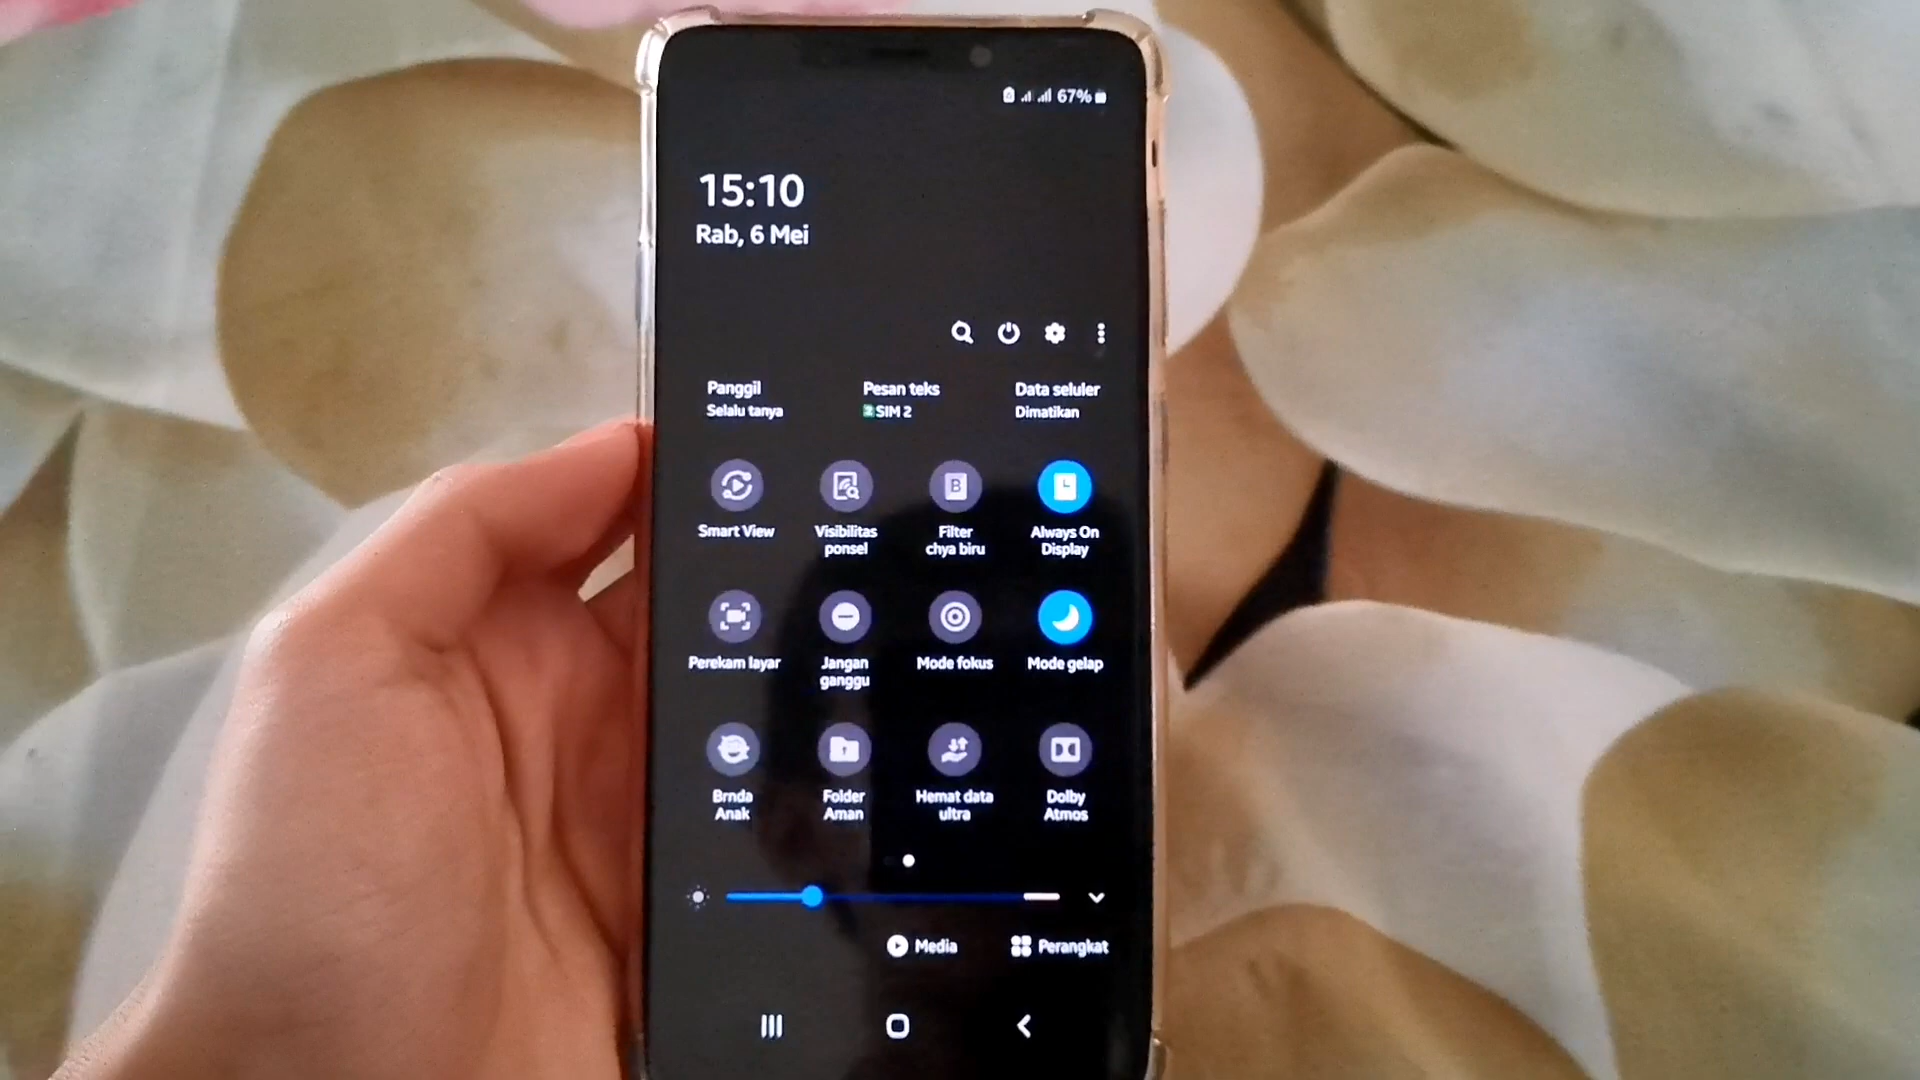 67%
15:10
Rab, 6 Mei
Panggil
Selalu tanya
Pesan teks
2 SIM 2
Data seluler
Dimatikan
Smart View
Visibilitas
ponsel
Filter
chya biru
Always On
Display
Perekam layar
Jangan
ganggu
Mode fokus
Mode gelap
Brnda
Anak
Folder
Aman
Hemat data
ultra
Dolby
Atmos
Media
Perangkat